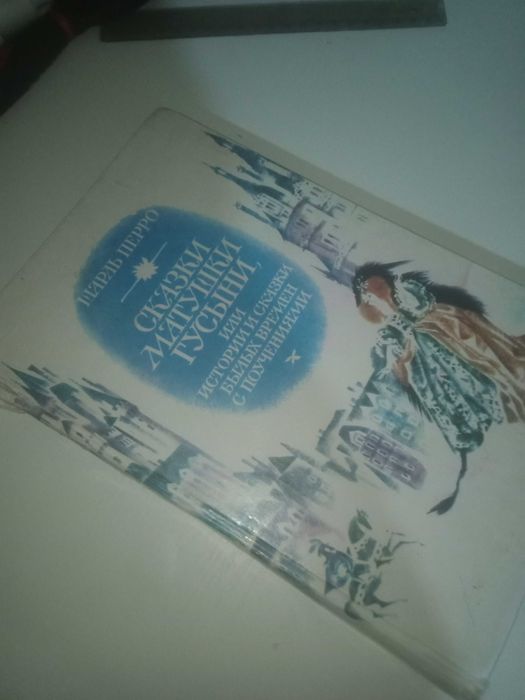 ШАРЛЬ ПЕРРО
СКАЗКИ
МАТУШКИ
ГУСЫНИ,
ИЛИ
ИСТОРИИ И СКАЗКИ
БЫЛЫХ ВРЕМЕН
С ПОУЧЕНИЯМИ